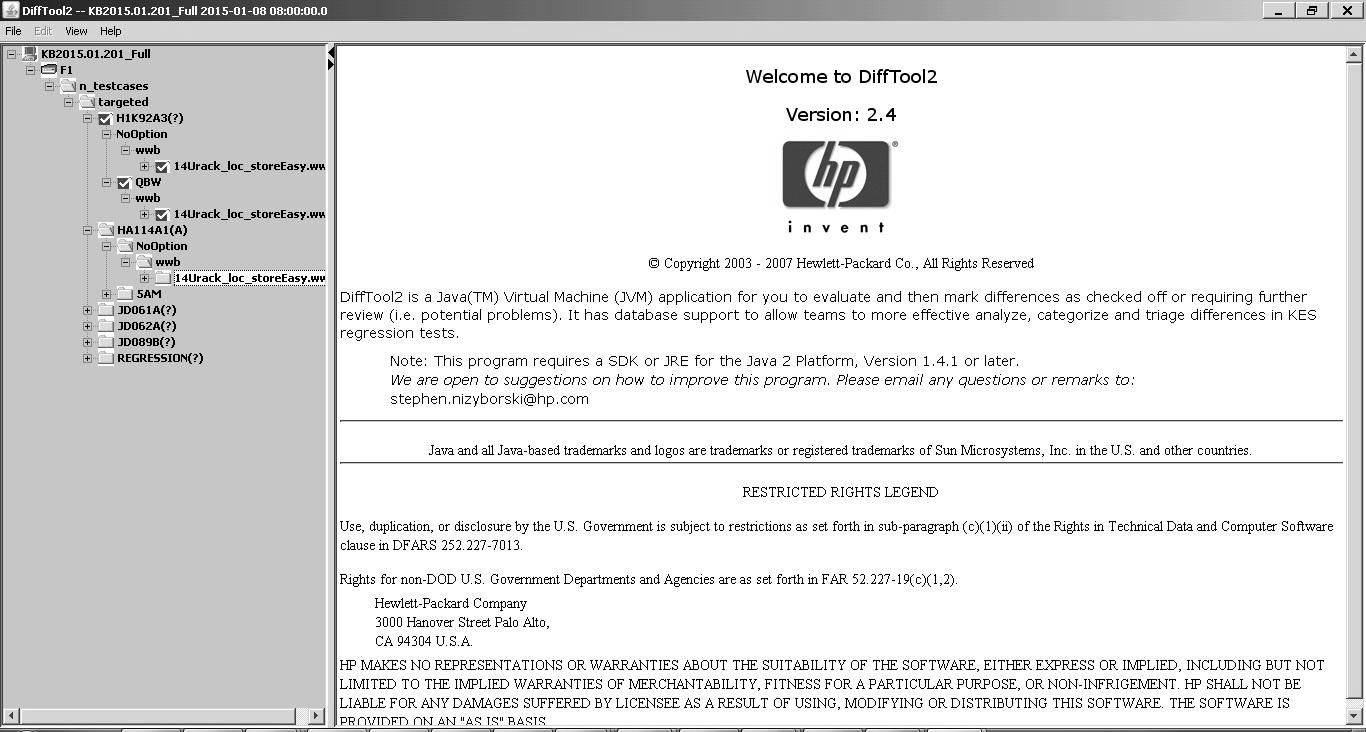 DiffTool2 -- KB2015.01.201_Full 2015-01-08 08:00:00.0
File Edit View Help
KB2015.01.201_Full
F1
n_testcases
targeted
H1K92A3(?)
NoOption
wwb
14Urack_loc_storeEasy.ww
QBW
wwb
14Urack_loc_storeEasy.ww
HA114A1(A)
NoOption
wwb
14Urack_loc_storeEasy.ww
5AM
JD061A(?)
JD062A(?)
JD089B(?)
REGRESSION(?)
Welcome to DiffTool2
Version: 2.4
hp
®
invent
© Copyright 2003 - 2007 Hewlett-Packard Co., All Rights Reserved
DiffTool2 is a Java(TM) Virtual Machine (JVM) application for you to evaluate and then mark differences as checked off or requiring further
review (i.e. potential problems). It has database support to allow teams to more effective analyze, categorize and triage differences in KES
regression tests.
Note: This program requires a SDK or JRE for the Java 2 Platform, Version 1.4.1 or later.
We are open to suggestions on how to improve this program. Please email any questions or remarks to:
stephen.nizyborski@hp.com
Java and all Java-based trademarks and logos are trademarks or registered trademarks of Sun Microsystems, Inc. in the U.S. and other countries.
RESTRICTED RIGHTS LEGEND
Use, duplication, or disclosure by the U.S. Government is subject to restrictions as set forth in sub-paragraph (c)(1)(ii) of the Rights in Technical Data and Computer Software
clause in DFARS 252.227-7013.
Rights for non-DOD U.S. Government Departments and Agencies are as set forth in FAR 52.227-19(c)(1,2).
Hewlett-Packard Company
3000 Hanover Street Palo Alto,
CA 94304 U.S.A.
HP MAKES NO REPRESENTATIONS OR WARRANTIES ABOUT THE SUITABILITY OF THE SOFTWARE, EITHER EXPRESS OR IMPLIED, INCLUDING BUT NOT
LIMITED TO THE IMPLIED WARRANTIES OF MERCHANTABILITY, FITNESS FOR A PARTICULAR PURPOSE, OR NON-INFRIGEMENT. HP SHALL NOT BE
LIABLE FOR ANY DAMAGES SUFFERED BY LICENSEE AS A RESULT OF USING, MODIFYING OR DISTRIBUTING THIS SOFTWARE. THE SOFTWARE IS
PROVIDED ON AN "AS IS" BASIS